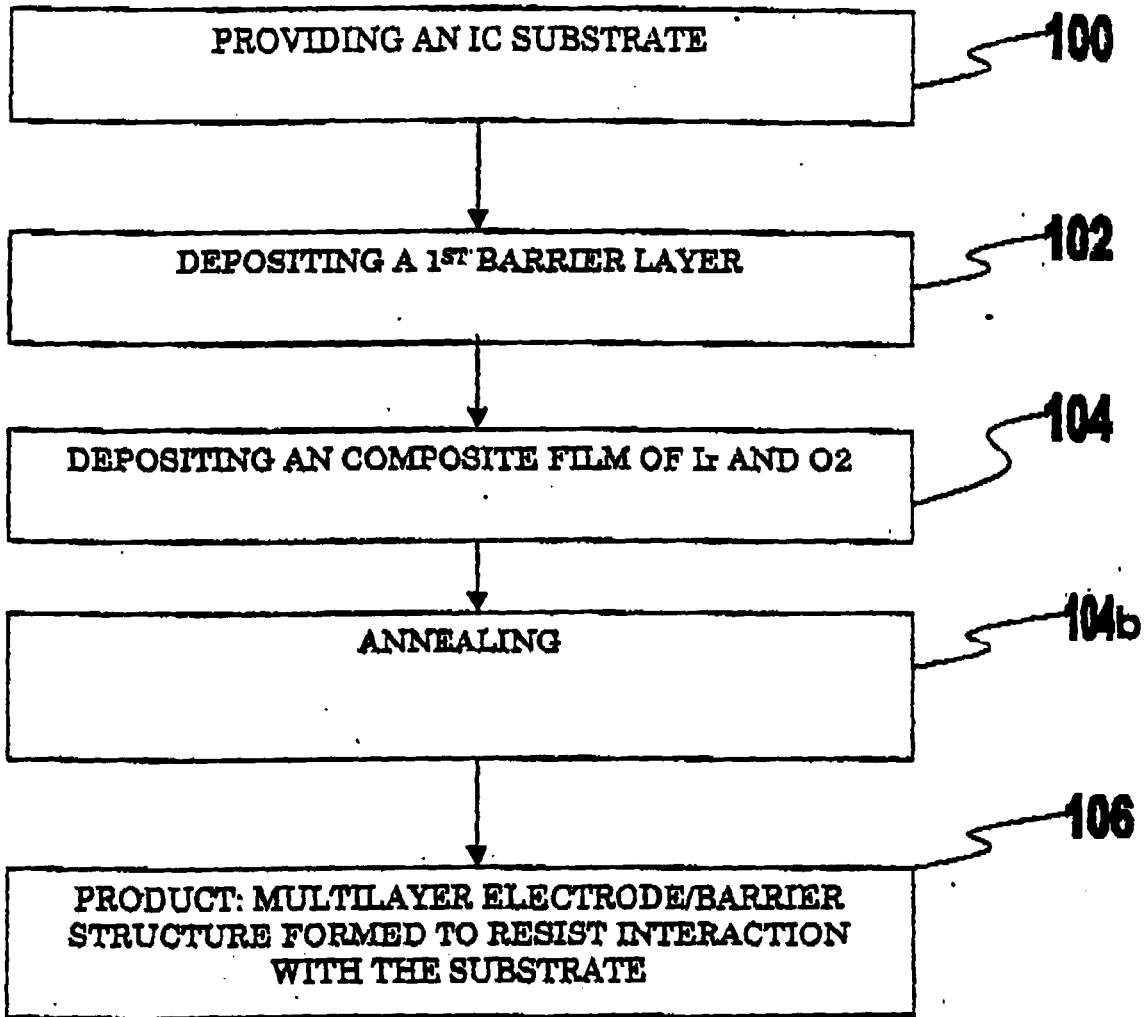 PROVIDING AN IC SUBSTRATE
100
DEPOSITING A 1ST BARRIER LAYER
102
DEPOSITING AN COMPOSITE FILM OF Ir AND O2
104
ANNEALING
104b
PRODUCT: MULTILAYER ELECTRODE/BARRIER
STRUCTURE FORMED TO RESIST INTERACTION
WITH THE SUBSTRATE
106